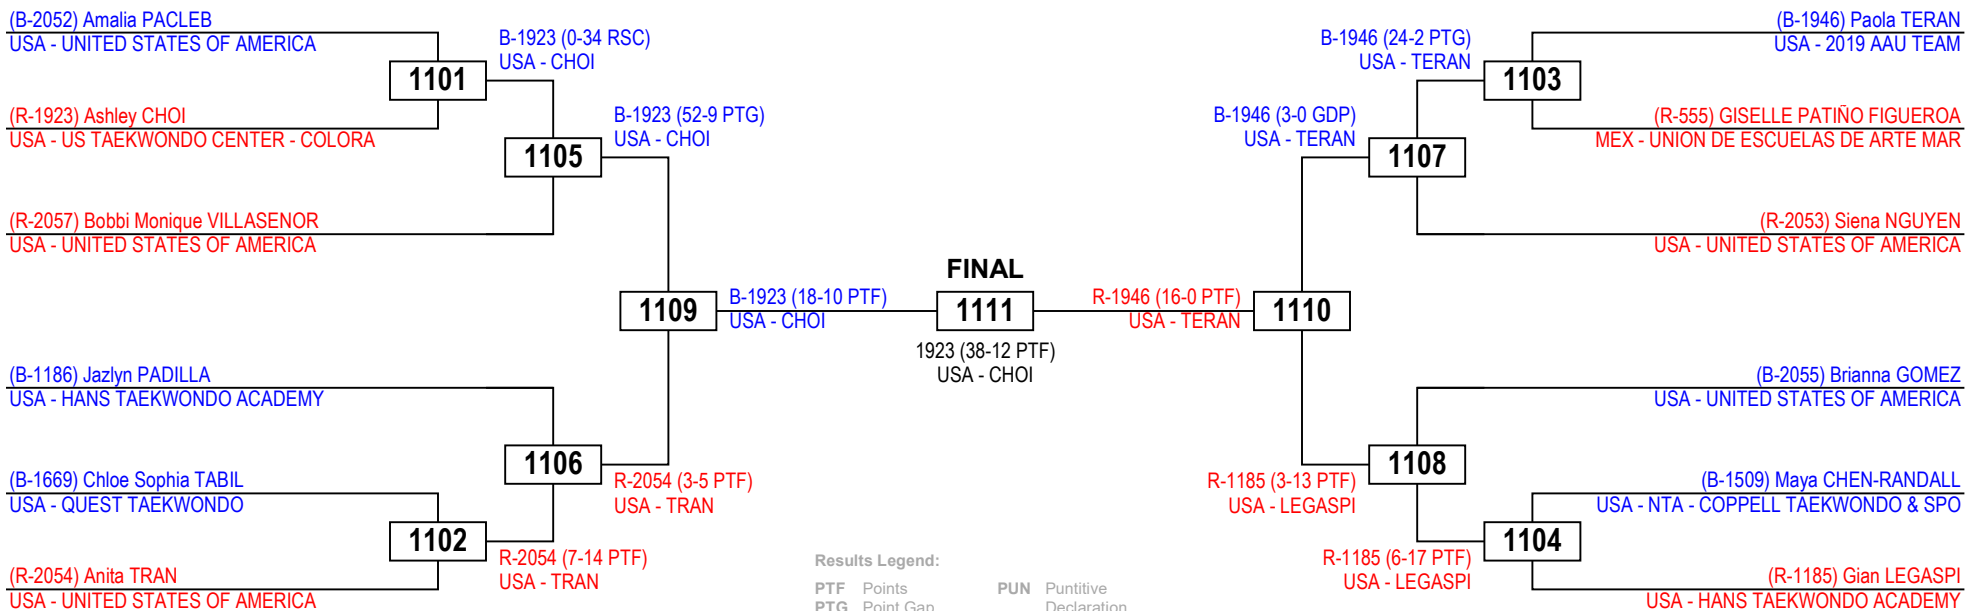 (B-2052) Amalia PACLEB
USA - UNITED STATES OF AMERICA
1101
(R-1923) Ashley CHOI
USA - US TAEKWONDO CENTER - COLORA
B-1923 (0-34 RSC)
USA - CHOI
1105
B-1923 (52-9 PTG)
USA - CHOI
(R-2057) Bobbi Monique VILLASENOR
USA - UNITED STATES OF AMERICA
1109
B-1923 (18-10 PTF)
USA - CHOI
(B-1186) Jazlyn PADILLA
USA - HANS TAEKWONDO ACADEMY
1106
R-2054 (3-5 PTF)
USA - TRAN
(B-1669) Chloe Sophia TABIL
USA - QUEST TAEKWONDO
1102
R-2054 (7-14 PTF)
USA - TRAN
(R-2054) Anita TRAN
USA - UNITED STATES OF AMERICA
FINAL
1111
1923 (38-12 PTF)
USA - CHOI
(B-1946) Paola TERAN
USA - 2019 AAU TEAM
B-1946 (24-2 PTG)
USA - TERAN
1103
(R-555) GISELLE PATIÑO FIGUEROA
MEX - UNION DE ESCUELAS DE ARTE MAR
B-1946 (3-0 GDP)
USA - TERAN
1107
(R-2053) Siena NGUYEN
USA - UNITED STATES OF AMERICA
R-1946 (16-0 PTF)
USA - TERAN
1110
(B-2055) Brianna GOMEZ
USA - UNITED STATES OF AMERICA
1108
R-1185 (3-13 PTF)
USA - LEGASPI
(B-1509) Maya CHEN-RANDALL
USA - NTA - COPPELL TAEKWONDO & SPO
1104
R-1185 (6-17 PTF)
USA - LEGASPI
(R-1185) Gian LEGASPI
USA - HANS TAEKWONDO ACADEMY
Results Legend:
PTF Points
PUN Puntitive
PTG Point Gap
Declaration